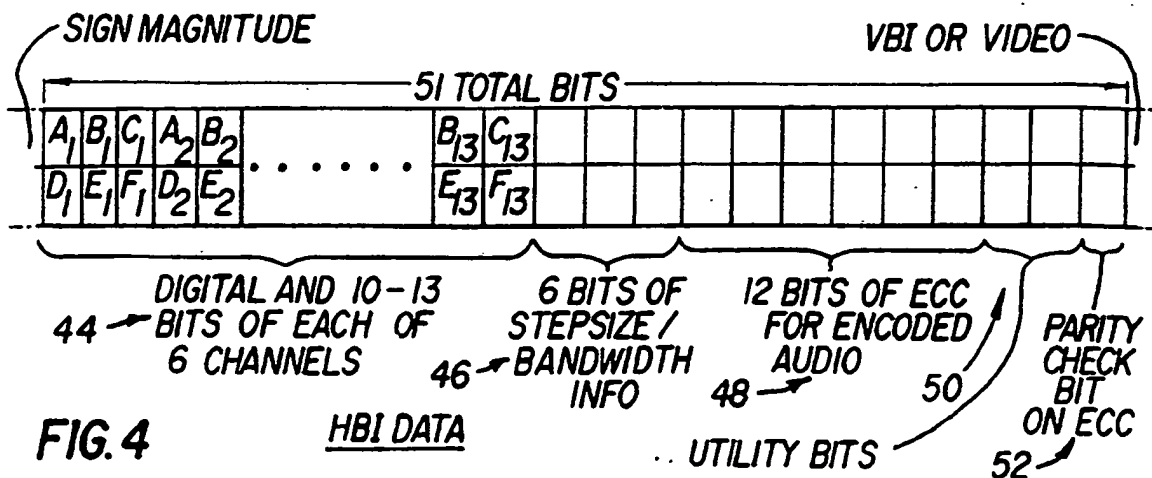 SIGN MAGNITUDE
VBI OR VIDEO
51 TOTAL BITS
A1 B1 C1 A2 B2 . . . . . . B13 C13
D1 E1 F1 D2 E2 E13 F13
DIGITAL AND 10-13
44 BITS OF EACH OF
6 CHANNELS
6 BITS OF
STEPSIZE /
46 BANDWIDTH
INFO
12 BITS OF ECC
FOR ENCODED
AUDIO
48
50
PARITY
CHECK
BIT
ON ECC
52
UTILITY BITS
FIG. 4
HBI DATA